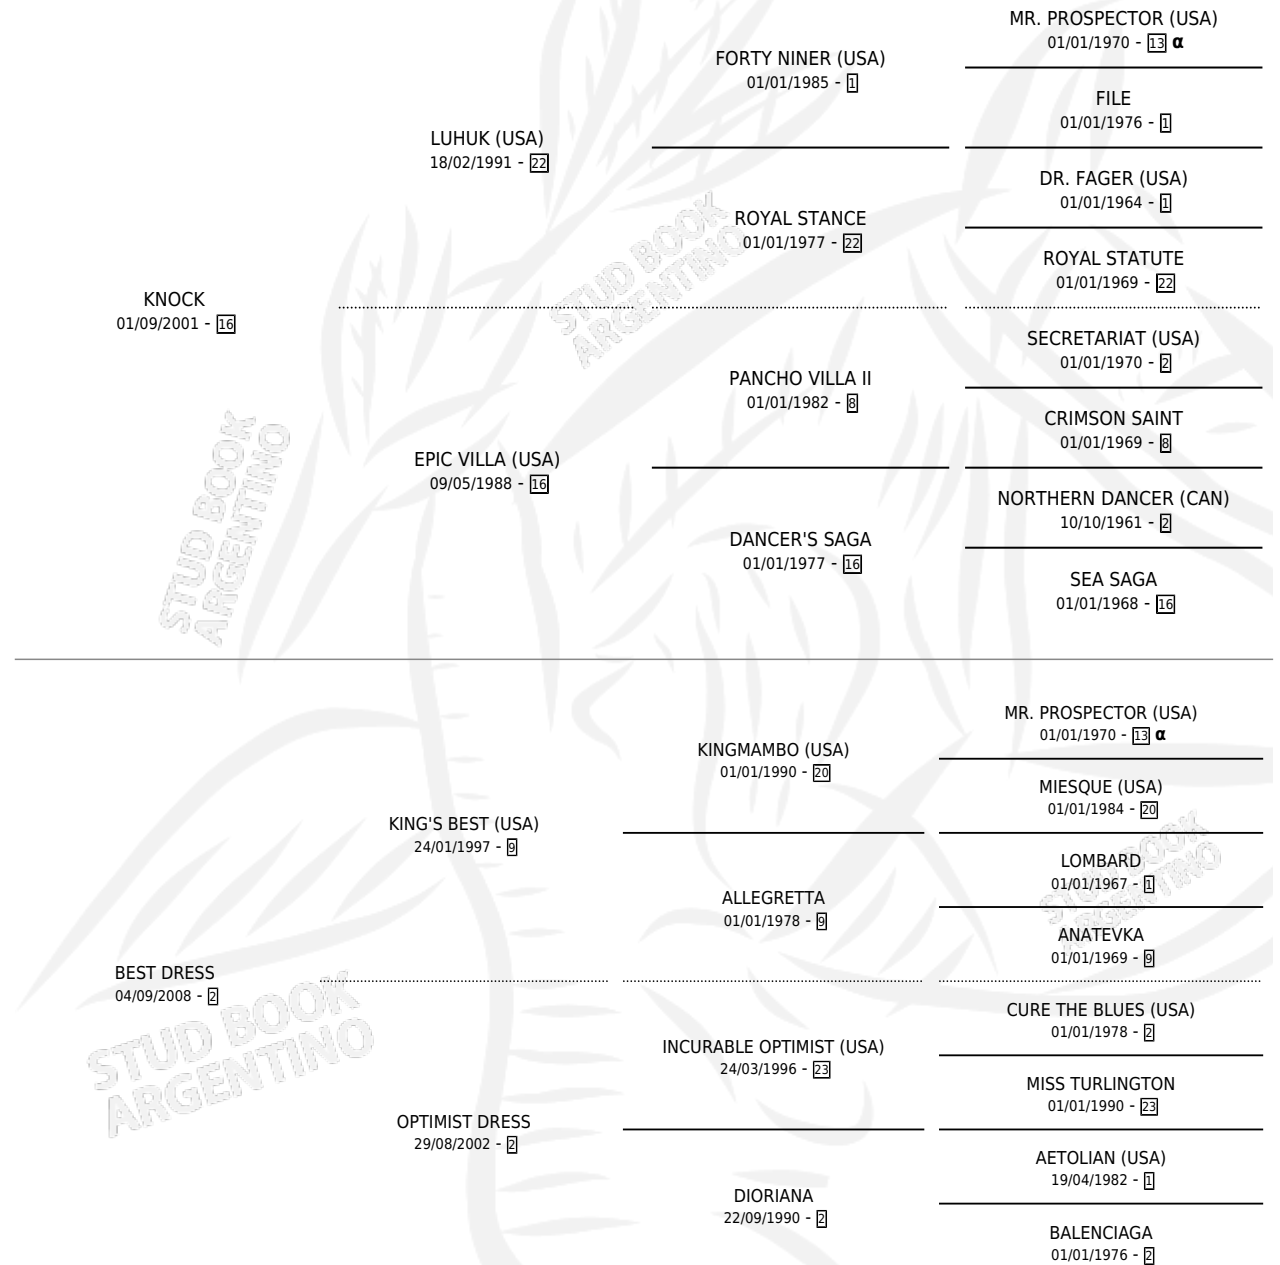 MR. PROSPECTOR (USA)
01/01/1970 - 13 α
FORTY NINER (USA)
01/01/1985 - 1
FILE
01/01/1976 - 1
LUHUK (USA)
18/02/1991 - 22
DR. FAGER (USA)
01/01/1964 - 1
ROYAL STANCE
01/01/1977 - 22
ROYAL STATUTE
01/01/1969 - 22
KNOCK
01/09/2001 - 16
SECRETARIAT (USA)
01/01/1970 - 2
PANCHO VILLA II
01/01/1982 - 8
CRIMSON SAINT
01/01/1969 - 8
EPIC VILLA (USA)
09/05/1988 - 16
NORTHERN DANCER (CAN)
10/10/1961 - 2
DANCER'S SAGA
01/01/1977 - 16
SEA SAGA
01/01/1968 - 16
STUD BOOK
ARGENTINO
STUD BOOK
ARGENTINO
MR. PROSPECTOR (USA)
01/01/1970 - 13 α
KINGMAMBO (USA)
01/01/1990 - 20
MIESQUE (USA)
01/01/1984 - 20
KING'S BEST (USA)
24/01/1997 - 9
LOMBARD
01/01/1967 - 1
ALLEGRETTA
01/01/1978 - 9
ANATEVKA
01/01/1969 - 9
BEST DRESS
04/09/2008 - 2
CURE THE BLUES (USA)
01/01/1978 - 2
INCURABLE OPTIMIST (USA)
24/03/1996 - 23
MISS TURLINGTON
01/01/1990 - 23
OPTIMIST DRESS
29/08/2002 - 2
AETOLIAN (USA)
19/04/1982 - 1
DIORIANA
22/09/1990 - 2
BALENCIAGA
01/01/1976 - 2
STUD BOOK
ARGENTINO
STUD BOOK
ARGENTINO